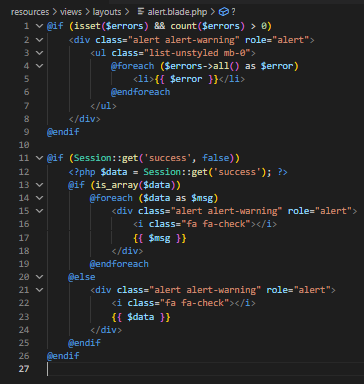 resources > views > layouts > alert.blade.php > ?
1 @if (isset($errors) && count($errors) > 0)
2     <div class="alert alert-warning" role="alert">
3         <ul class="list-unstyled mb-0">
4             @foreach ($errors->all() as $error)
5                 <li>{{ $error }}</li>
6             @endforeach
7         </ul>
8     </div>
9 @endif
10
11 @if (Session::get('success', false))
12     <?php $data = Session::get('success'); ?>
13     @if (is_array($data))
14         @foreach ($data as $msg)
15             <div class="alert alert-warning" role="alert">
16                 <i class="fa fa-check"></i>
17                 {{ $msg }}
18             </div>
19         @endforeach
20     @else
21         <div class="alert alert-warning" role="alert">
22             <i class="fa fa-check"></i>
23             {{ $data }}
24         </div>
25     @endif
26 @endif
27